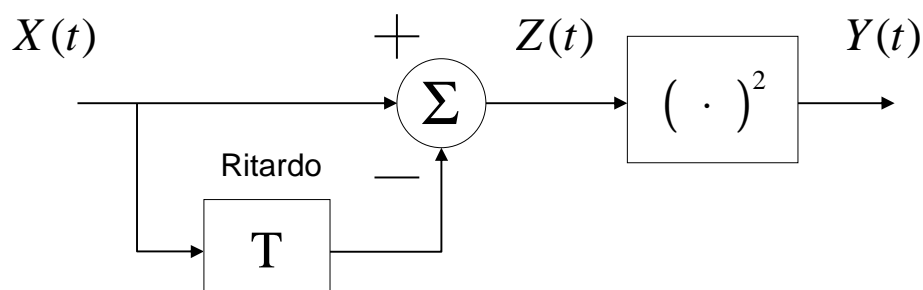 X(t) + Z(t) Y(t)
Σ ( · )²
Ritardo −
T